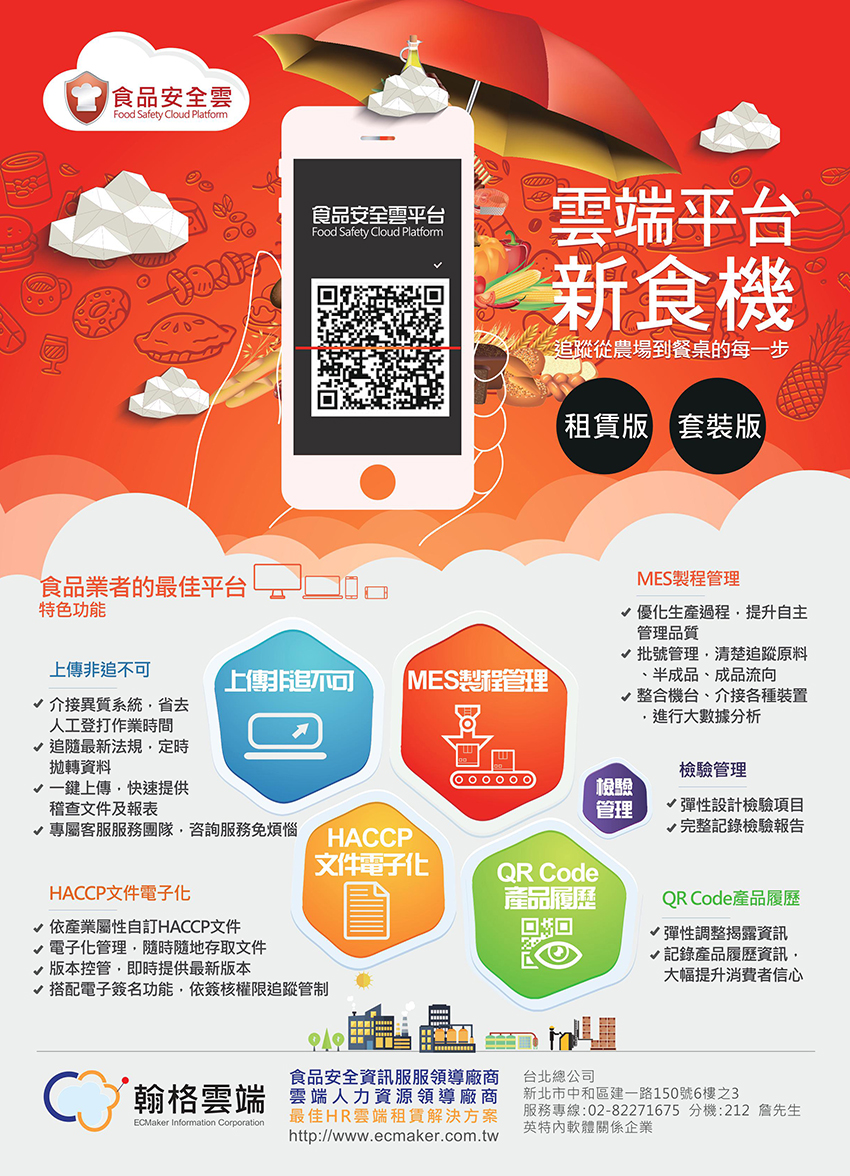 食品安全雲
Food Safety Cloud Platform
食品安全雲平台
Food Safety Cloud Platform
雲端平台
新食機
追蹤從農場到餐桌的每一步
租賃版
套裝版
食品業者的最佳平台
特色功能
上傳非追不可
介接異質系統，省去
人工登打作業時間
追隨最新法規，定時
拋轉資料
一鍵上傳，快速提供
稽查文件及報表
專屬客服服務團隊，咨詢服務免煩惱
HACCP文件電子化
依產業屬性自訂HACCP文件
電子化管理，隨時隨地存取文件
版本控管，即時提供最新版本
搭配電子簽名功能，依簽核權限追蹤管制
上傳非追不可
MES製程管理
檢驗
管理
HACCP
文件電子化
QR Code
產品履歷
MES製程管理
優化生產過程，提升自主
管理品質
批號管理，清楚追蹤原料
、半成品、成品流向
整合機台、介接各種裝置
，進行大數據分析
檢驗管理
彈性設計檢驗項目
完整記錄檢驗報告
QR Code產品履歷
彈性調整揭露資訊
記錄產品履歷資訊，
大幅提升消費者信心
翰格雲端
ECMaker Information Corporation
食品安全資訊服服領導廠商
雲端人力資源領導廠商
最佳HR雲端租賃解決方案
http://www.ecmaker.com.tw
台北總公司
新北市中和區建一路150號6樓之3
服務專線:02-82271675 分機:212 詹先生
英特內軟體關係企業